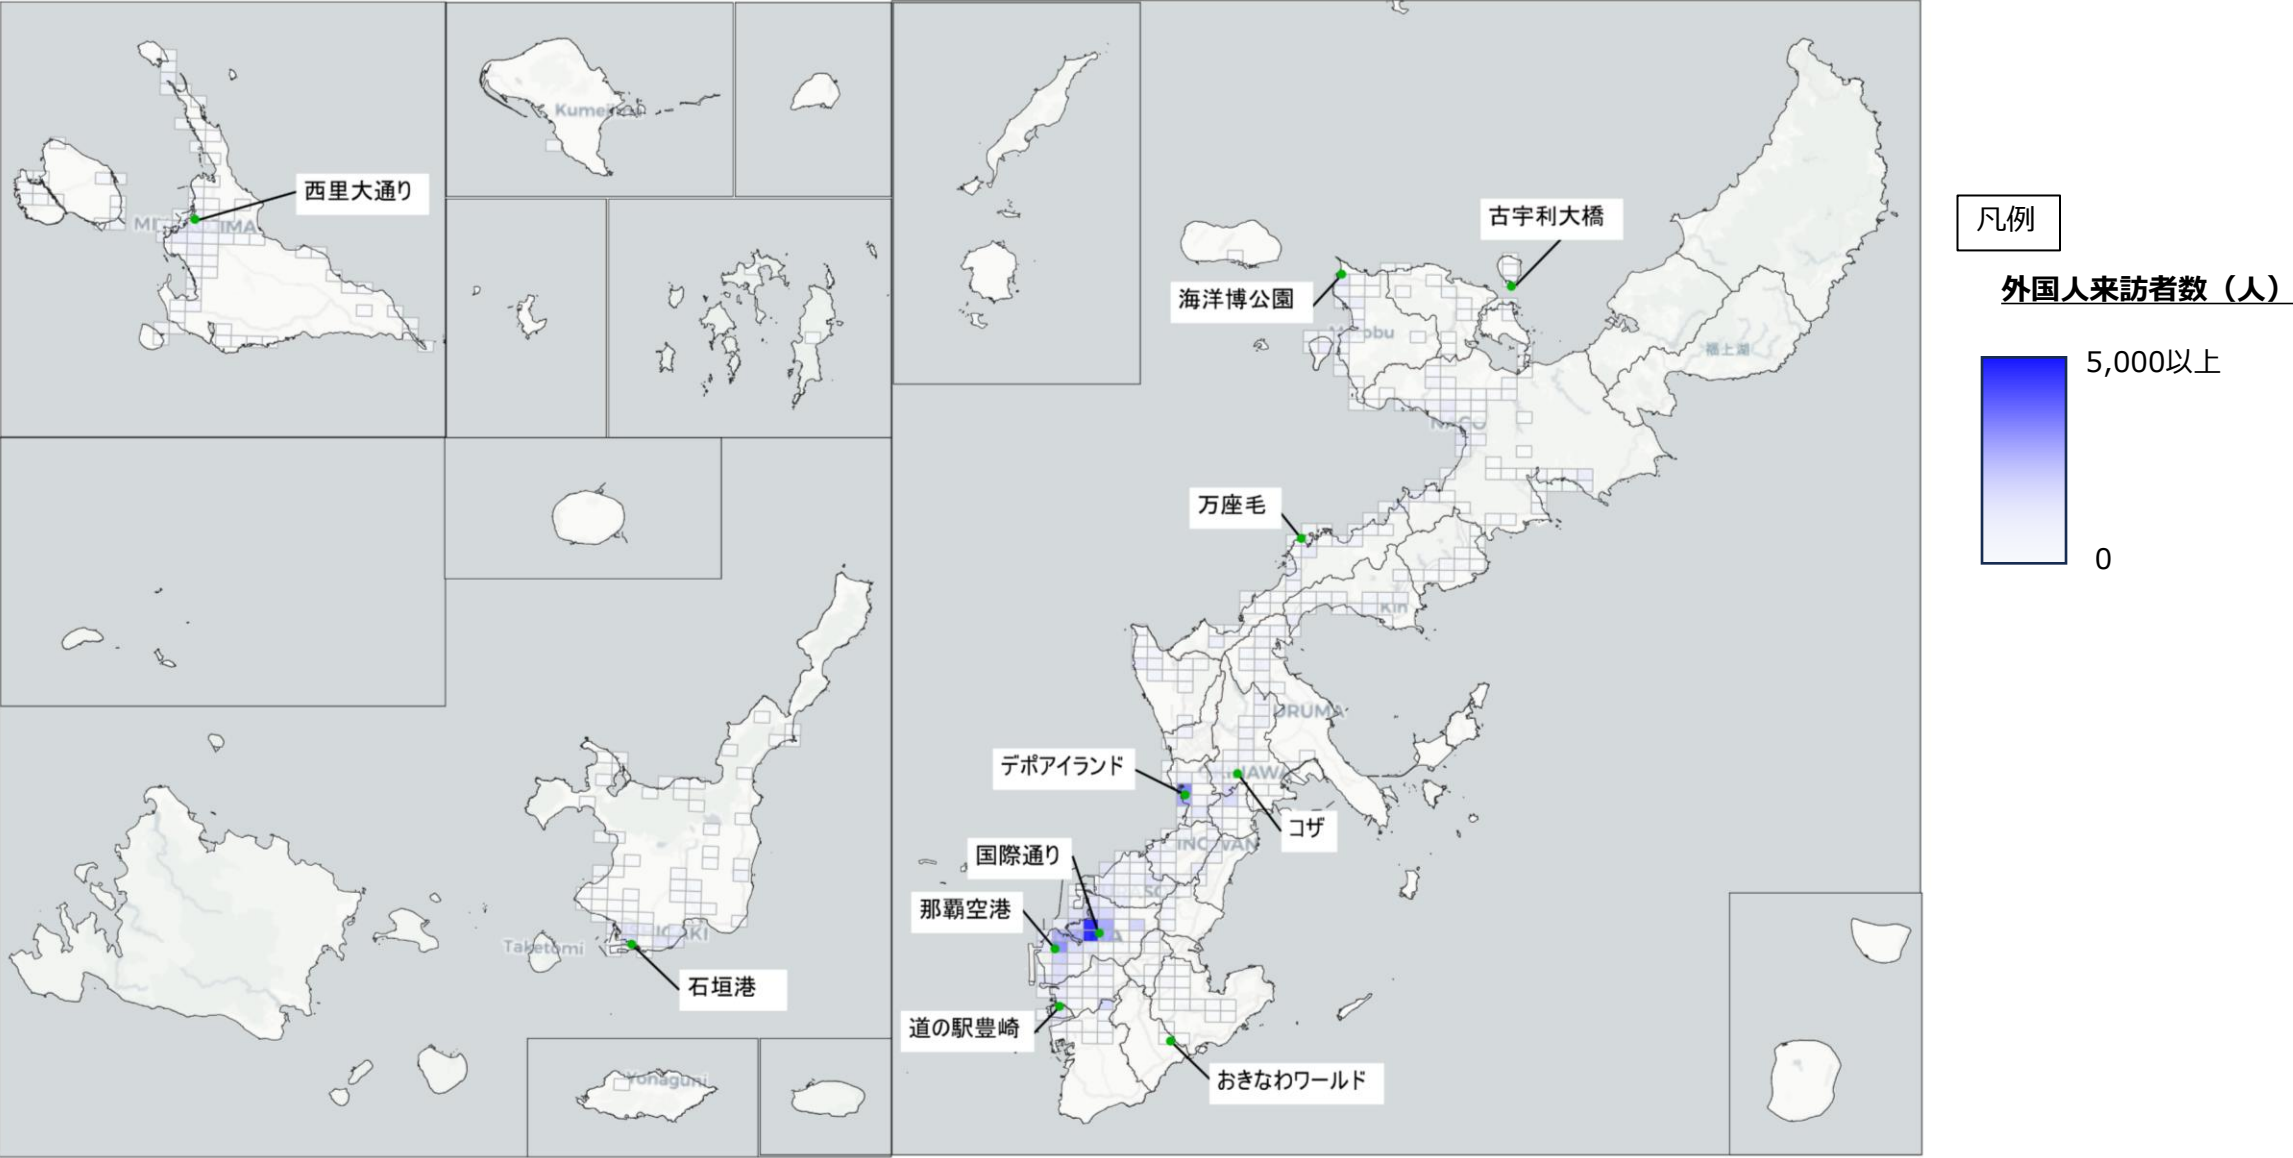 西里大通り
Kumejima
古宇利大橋
海洋博公園
福上湖
NAGO
万座毛
Kin
URUMA
デポアイランド
コザ
国際通り
那覇空港
Taketomi
石垣港
道の駅豊崎
おきなわワールド
Yonaguni
凡例
外国人来訪者数（人）
5,000以上
0